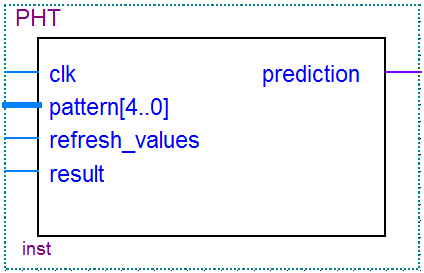 PHT
clk prediction
pattern[4..0]
refresh_values
result
inst